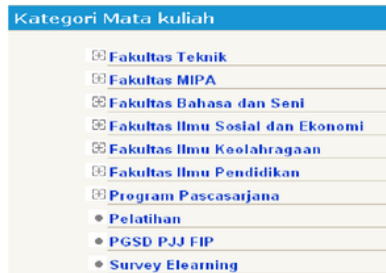 Kategori Mata kuliah
Fakultas Teknik
Fakultas MIPA
Fakultas Bahasa dan Seni
Fakultas Ilmu Sosial dan Ekonomi
Fakultas Ilmu Keolahragaan
Fakultas Ilmu Pendidikan
Program Pascasarjana
Pelatihan
PGSD PJJ FIP
Survey Elearning